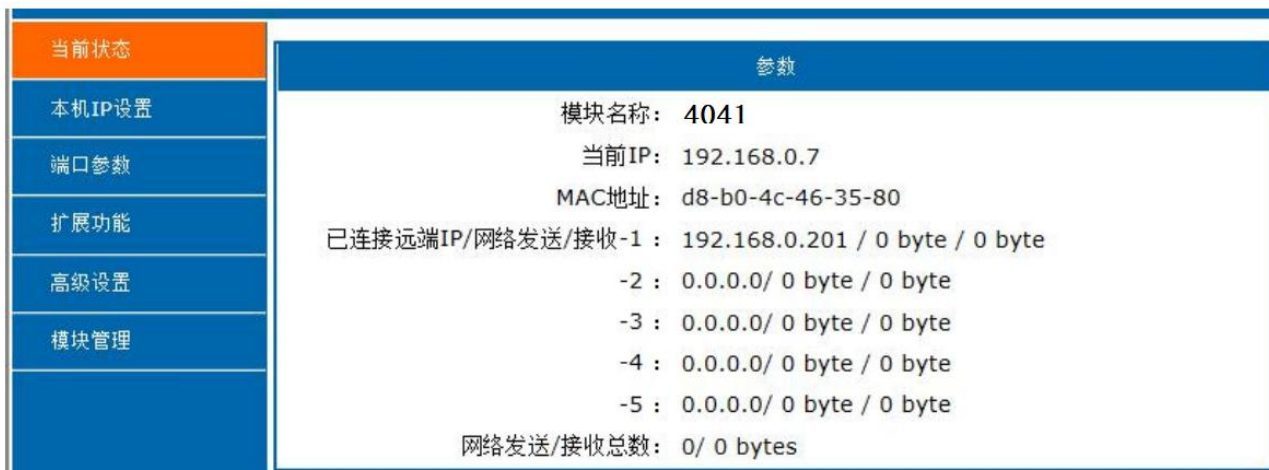 当前状态
本机IP设置
端口参数
扩展功能
高级设置
模块管理
参数
模块名称： 4041
当前IP： 192.168.0.7
MAC地址： d8-b0-4c-46-35-80
已连接远端IP/网络发送/接收-1： 192.168.0.201 / 0 byte / 0 byte
-2： 0.0.0.0/ 0 byte / 0 byte
-3： 0.0.0.0/ 0 byte / 0 byte
-4： 0.0.0.0/ 0 byte / 0 byte
-5： 0.0.0.0/ 0 byte / 0 byte
网络发送/接收总数： 0/ 0 bytes